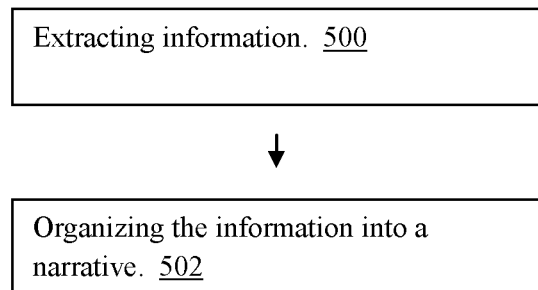 Extracting information. 500
Organizing the information into a
narrative. 502